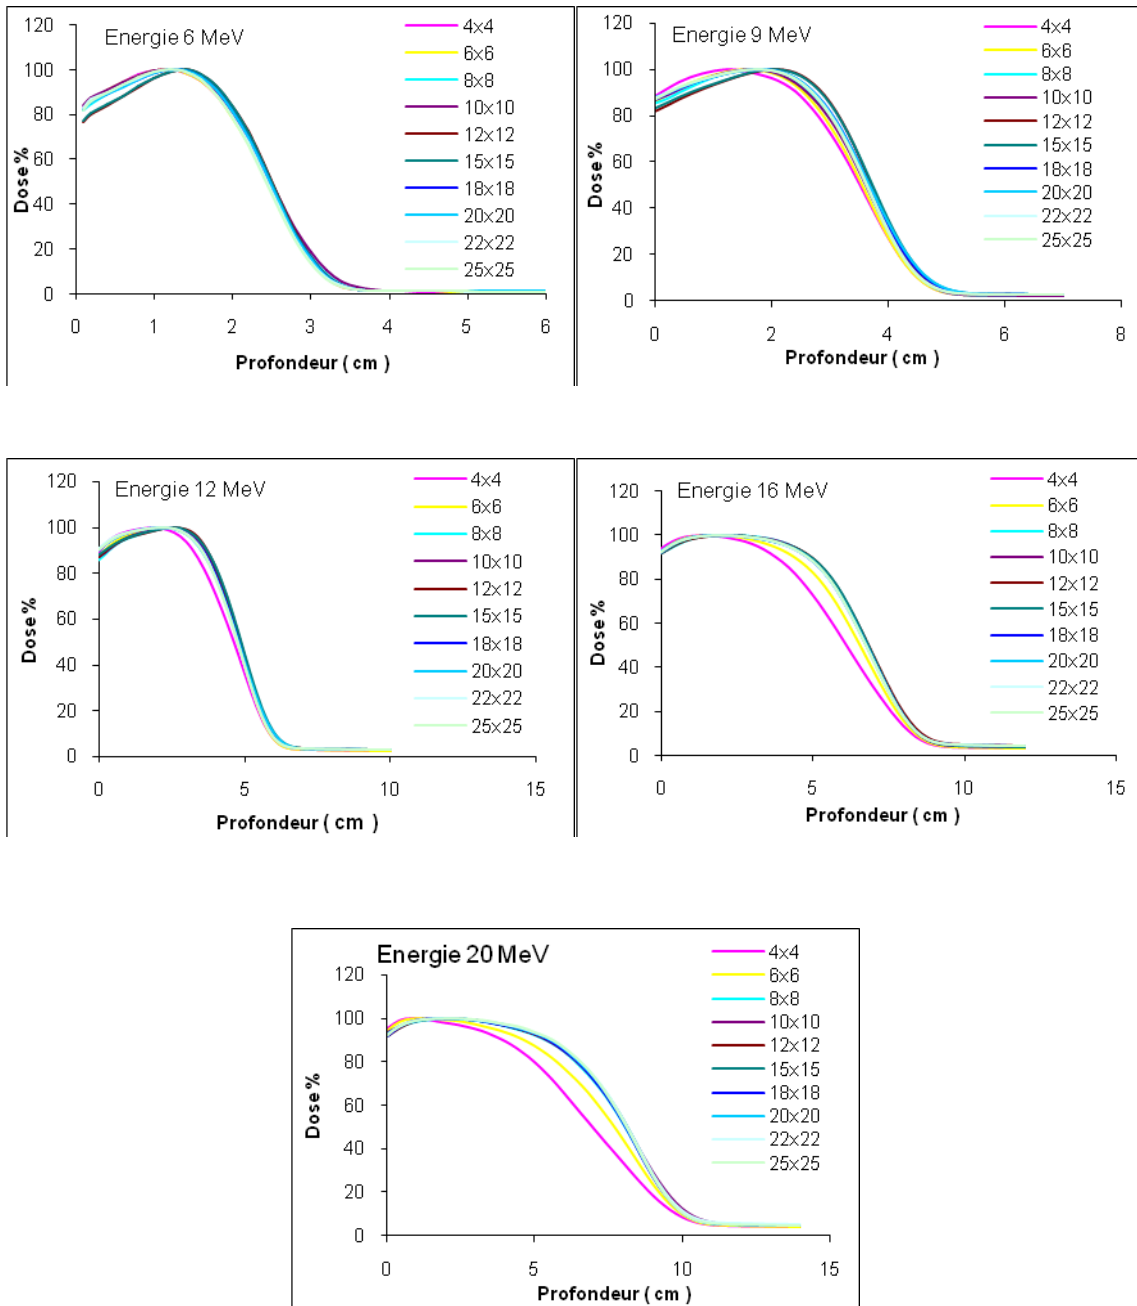 Energie 6 MeV
Dose%
120
100
80
60
40
20
0
0 1 2 3 4 5 6
Profondeur ( cm )
4x4
6x6
8x8
10x10
12x12
15x15
18x18
20x20
22x22
25x25
Energie 9 MeV
Dose%
120
100
80
60
40
20
0
0 2 4 6 8
Profondeur ( cm )
4x4
6x6
8x8
10x10
12x12
15x15
18x18
20x20
22x22
25x25
Energie 12 MeV
Dose%
120
100
80
60
40
20
0
0 5 10 15
Profondeur ( cm )
4x4
6x6
8x8
10x10
12x12
15x15
18x18
20x20
22x22
25x25
Energie 16 MeV
Dose%
120
100
80
60
40
20
0
0 5 10 15
Profondeur ( cm )
4x4
6x6
8x8
10x10
12x12
15x15
18x18
20x20
22x22
25x25
Energie 20 MeV
Dose%
120
100
80
60
40
20
0
0 5 10 15
Profondeur ( cm )
4x4
6x6
8x8
10x10
12x12
15x15
18x18
20x20
22x22
25x25